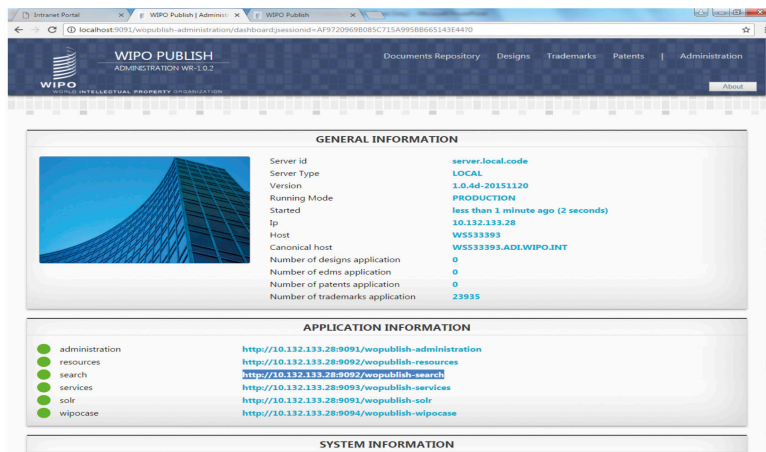 Intranet Portal
WIPO Publish | Administ
WIPO Publish
localhost:9091/wopublish-administration/dashboard;jsessionid=AF9720969B085C715A995BB665143E4470
WIPO PUBLISH
ADMINISTRATION WR-1.0.2
Documents Repository Designs Trademarks Patents | Administration
About
WIPO
WORLD INTELLECTUAL PROPERTY ORGANIZATION
GENERAL INFORMATION
Server id server.local.code
Server Type LOCAL
Version 1.0.4d-20151120
Running Mode PRODUCTION
Started less than 1 minute ago (2 seconds)
Ip 10.132.133.28
Host WS533393
Canonical host WS533393.ADI.WIPO.INT
Number of designs application 0
Number of edms application 0
Number of patents application 0
Number of trademarks application 23935
APPLICATION INFORMATION
administration http://10.132.133.28:9091/wopublish-administration
resources http://10.132.133.28:9092/wopublish-resources
search http://10.132.133.28:9092/wopublish-search
services http://10.132.133.28:9093/wopublish-services
solr http://10.132.133.28:9091/wopublish-solr
wipocase http://10.132.133.28:9094/wopublish-wipocase
SYSTEM INFORMATION